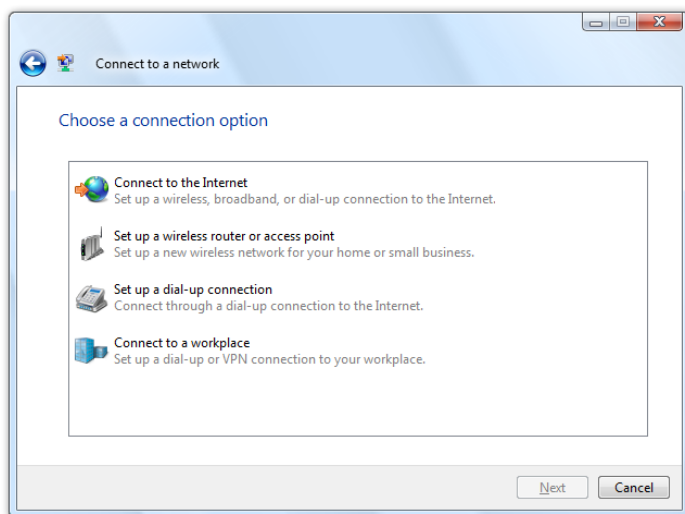 Connect to a network
Choose a connection option
Connect to the Internet
Set up a wireless, broadband, or dial-up connection to the Internet.
Set up a wireless router or access point
Set up a new wireless network for your home or small business.
Set up a dial-up connection
Connect through a dial-up connection to the Internet.
Connect to a workplace
Set up a dial-up or VPN connection to your workplace.
Next Cancel